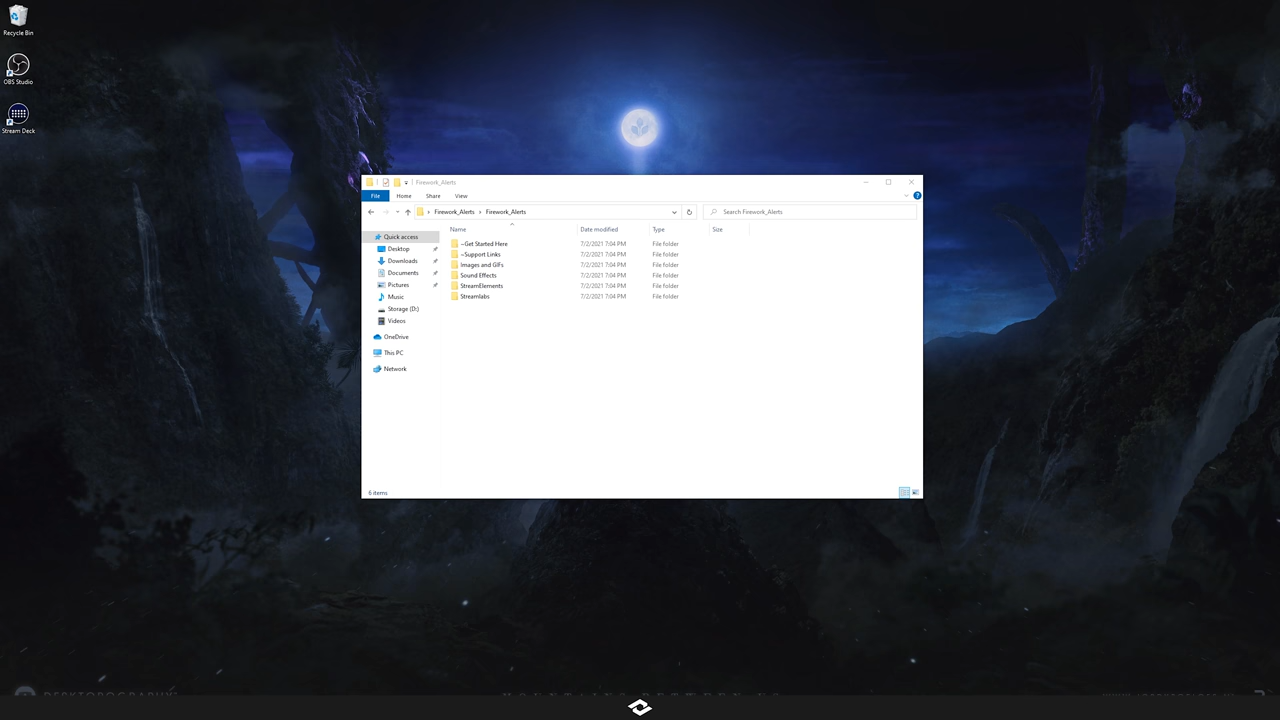 Recycle Bin
OBS Studio
Stream Deck
Firewwork_Alerts
File Home Share View
Firework_Alerts > Firework_Alerts
Search Firework_Alerts
Name Date modified Type Size
Quick access
Desktop
Downloads
Documents
Pictures
Music
Storage (D:)
Videos
OneDrive
This PC
Network
~Get Started Here 7/2/2021 7:04 PM File folder
~Support Links 7/2/2021 7:04 PM File folder
Images and GIFs 7/2/2021 7:04 PM File folder
Sound Effects 7/2/2021 7:04 PM File folder
StreamElements 7/2/2021 7:04 PM File folder
Streamlabs 7/2/2021 7:04 PM File folder
6 items